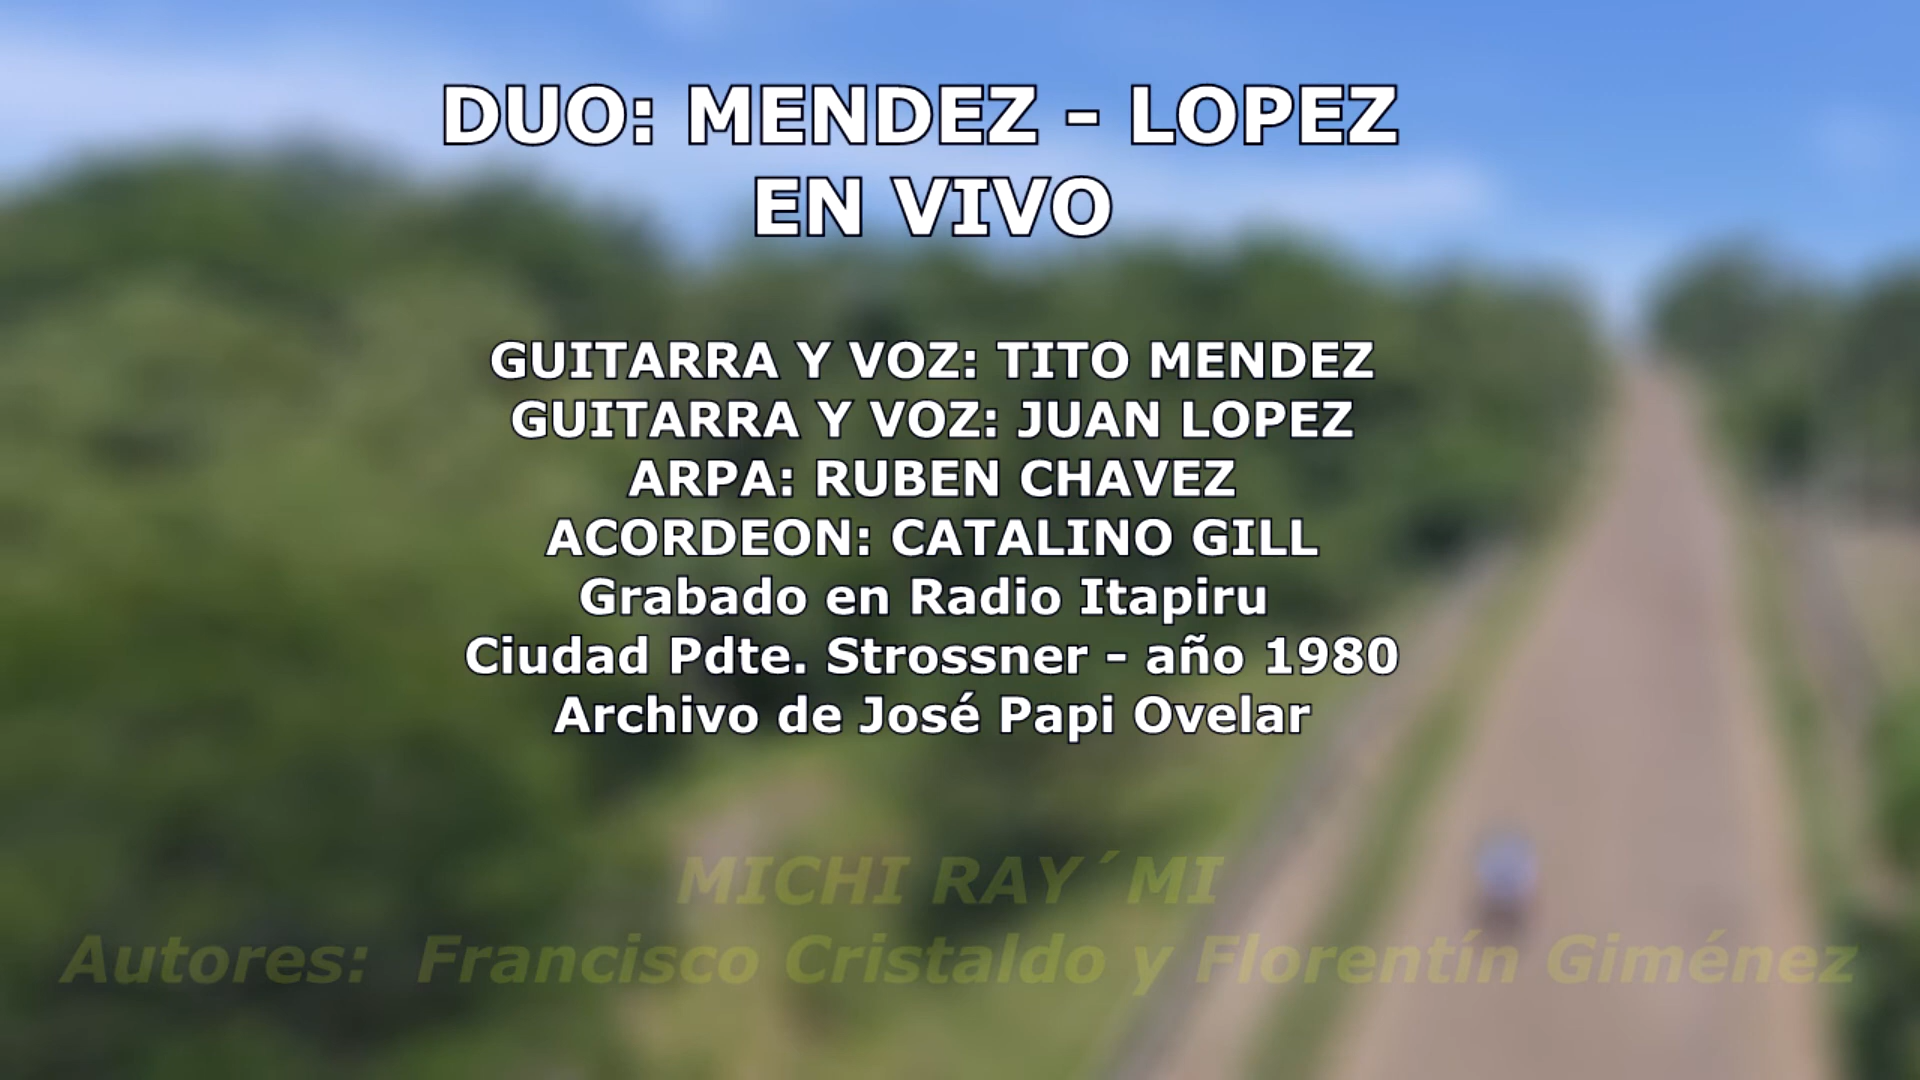 DUO: MENDEZ - LOPEZ
EN VIVO
GUITARRA Y VOZ: TITO MENDEZ
GUITARRA Y VOZ: JUAN LOPEZ
ARPA: RUBEN CHAVEZ
ACORDEON: CATALINO GILL
Grabado en Radio Itapiru
Ciudad Pdte. Strossner - año 1980
Archivo de José Papi Ovelar
MICHI RAY´MI
Autores: Francisco Cristaldo y Florentín Giménez